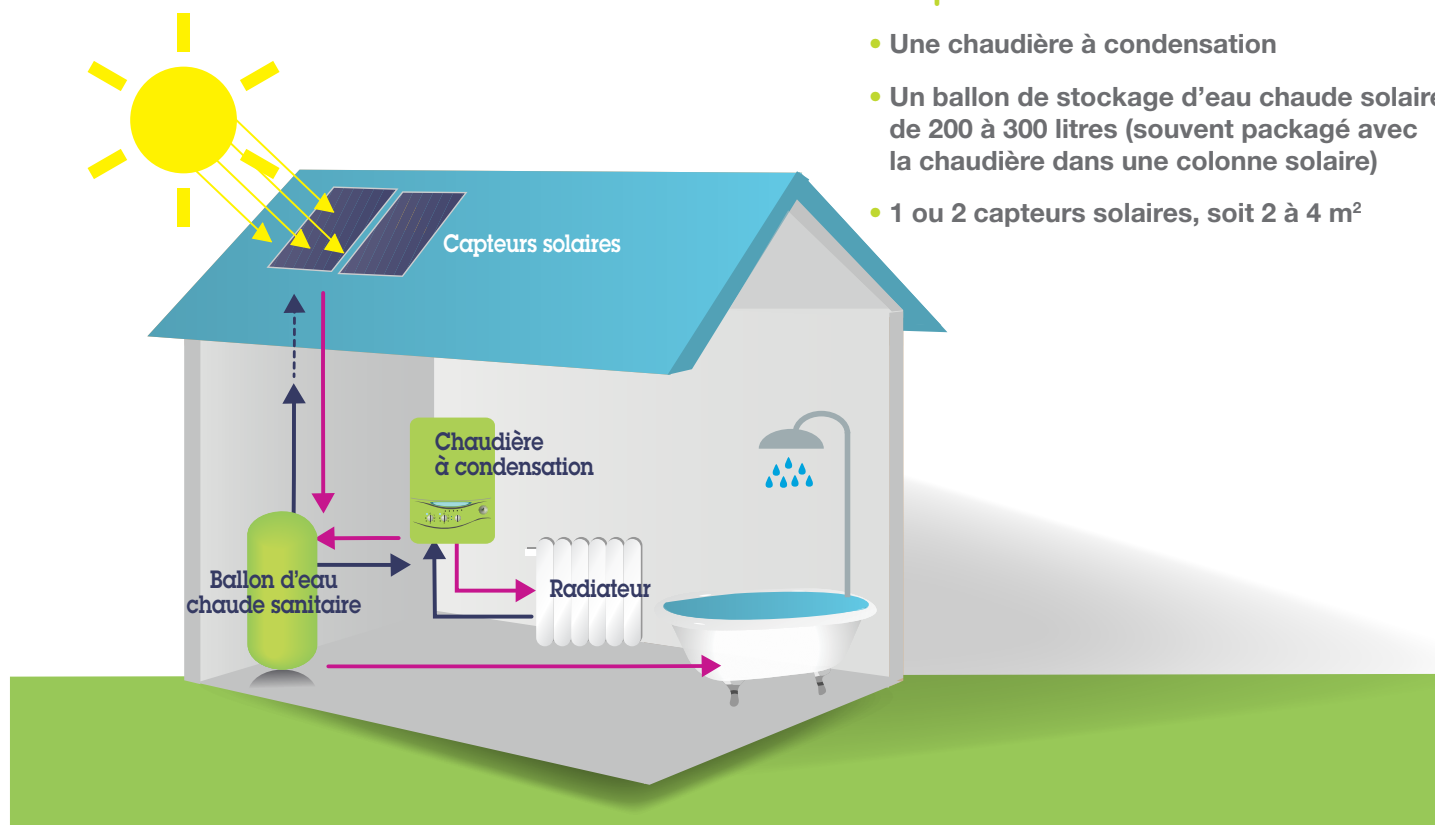 • Une chaudière à condensation
• Un ballon de stockage d'eau chaude solaire
de 200 à 300 litres (souvent packagé avec
la chaudière dans une colonne solaire)
• 1 ou 2 capteurs solaires, soit 2 à 4 m²
Capteurs solaires
Chaudière
à condensation
Ballon d'eau
chaude sanitaire
Radiateur